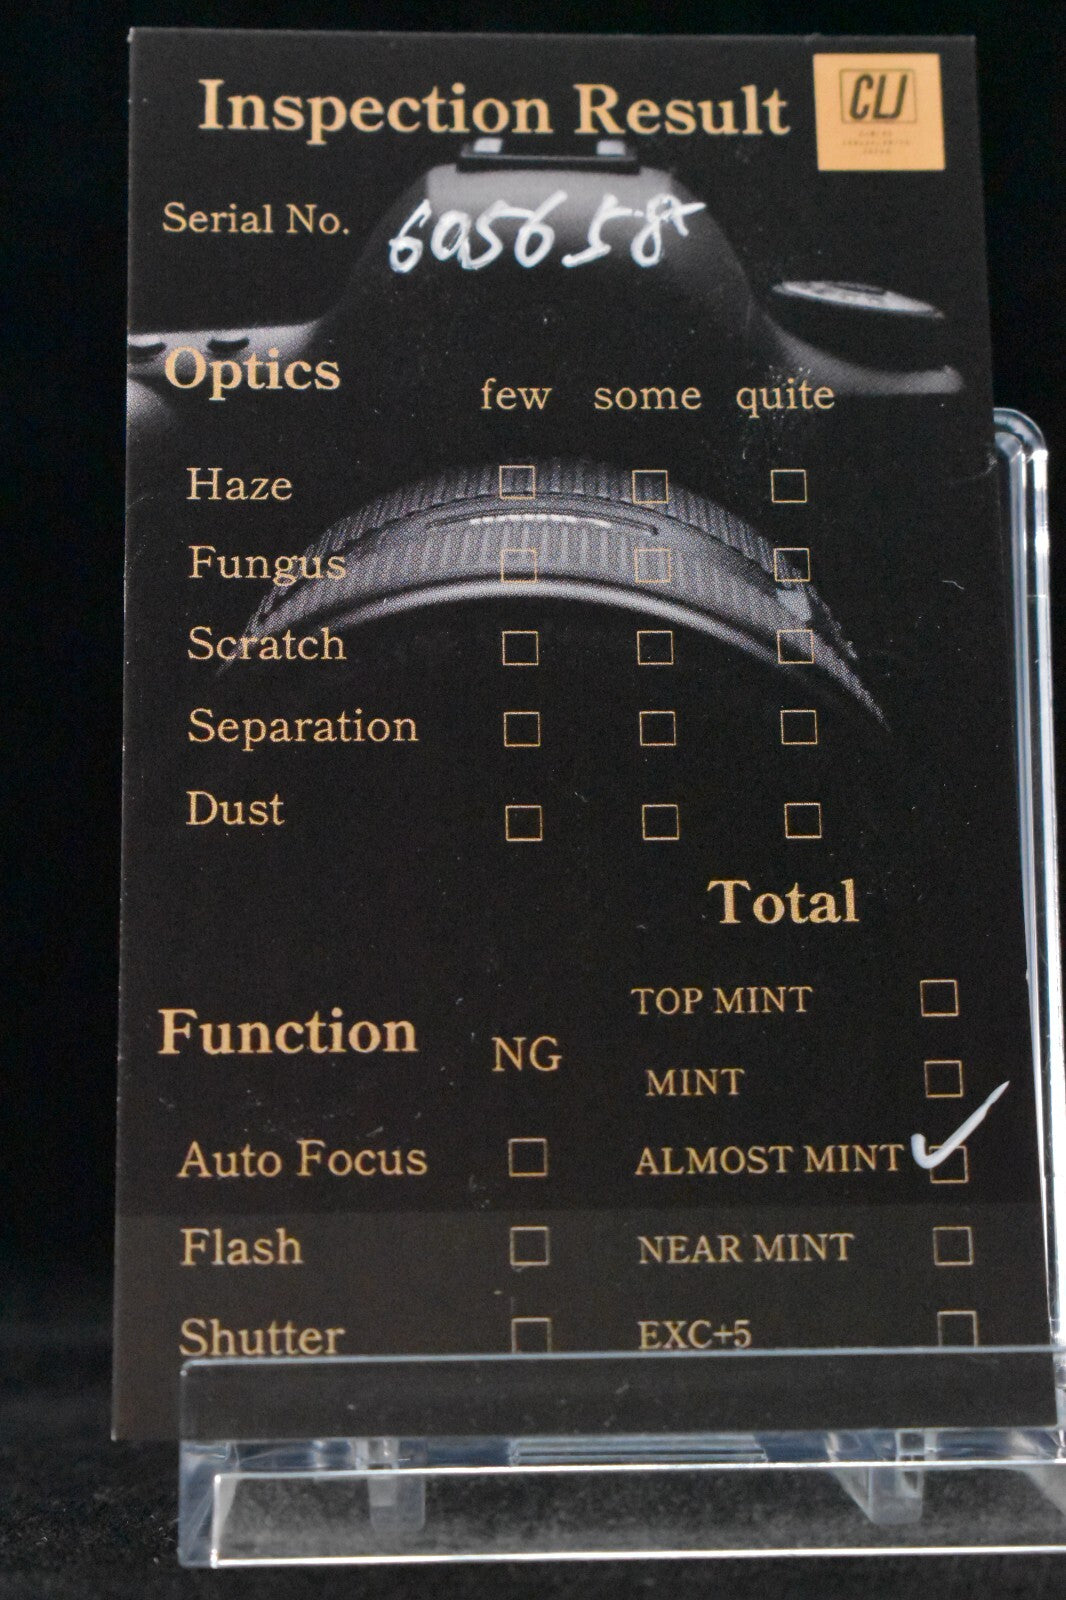 Inspection Result
CLJ
Serial No. 605658
Optics
few some quite
Haze
Fungus
Scratch
Separation
Dust
Total
TOP MINT
Function NG
MINT
Auto Focus
ALMOST MINT
Flash
NEAR MINT
Shutter
EXC+5